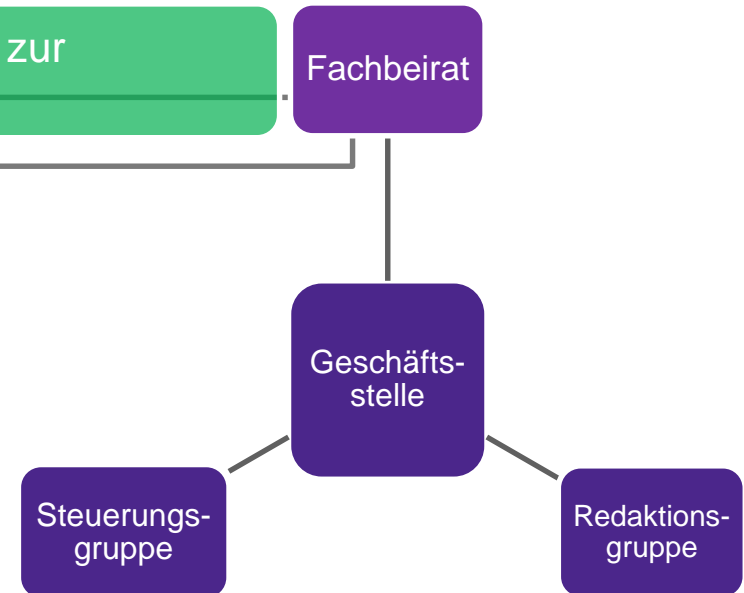 zur
Fachbeirat
Geschäfts-
stelle
Steuerungs-
gruppe
Redaktions-
gruppe